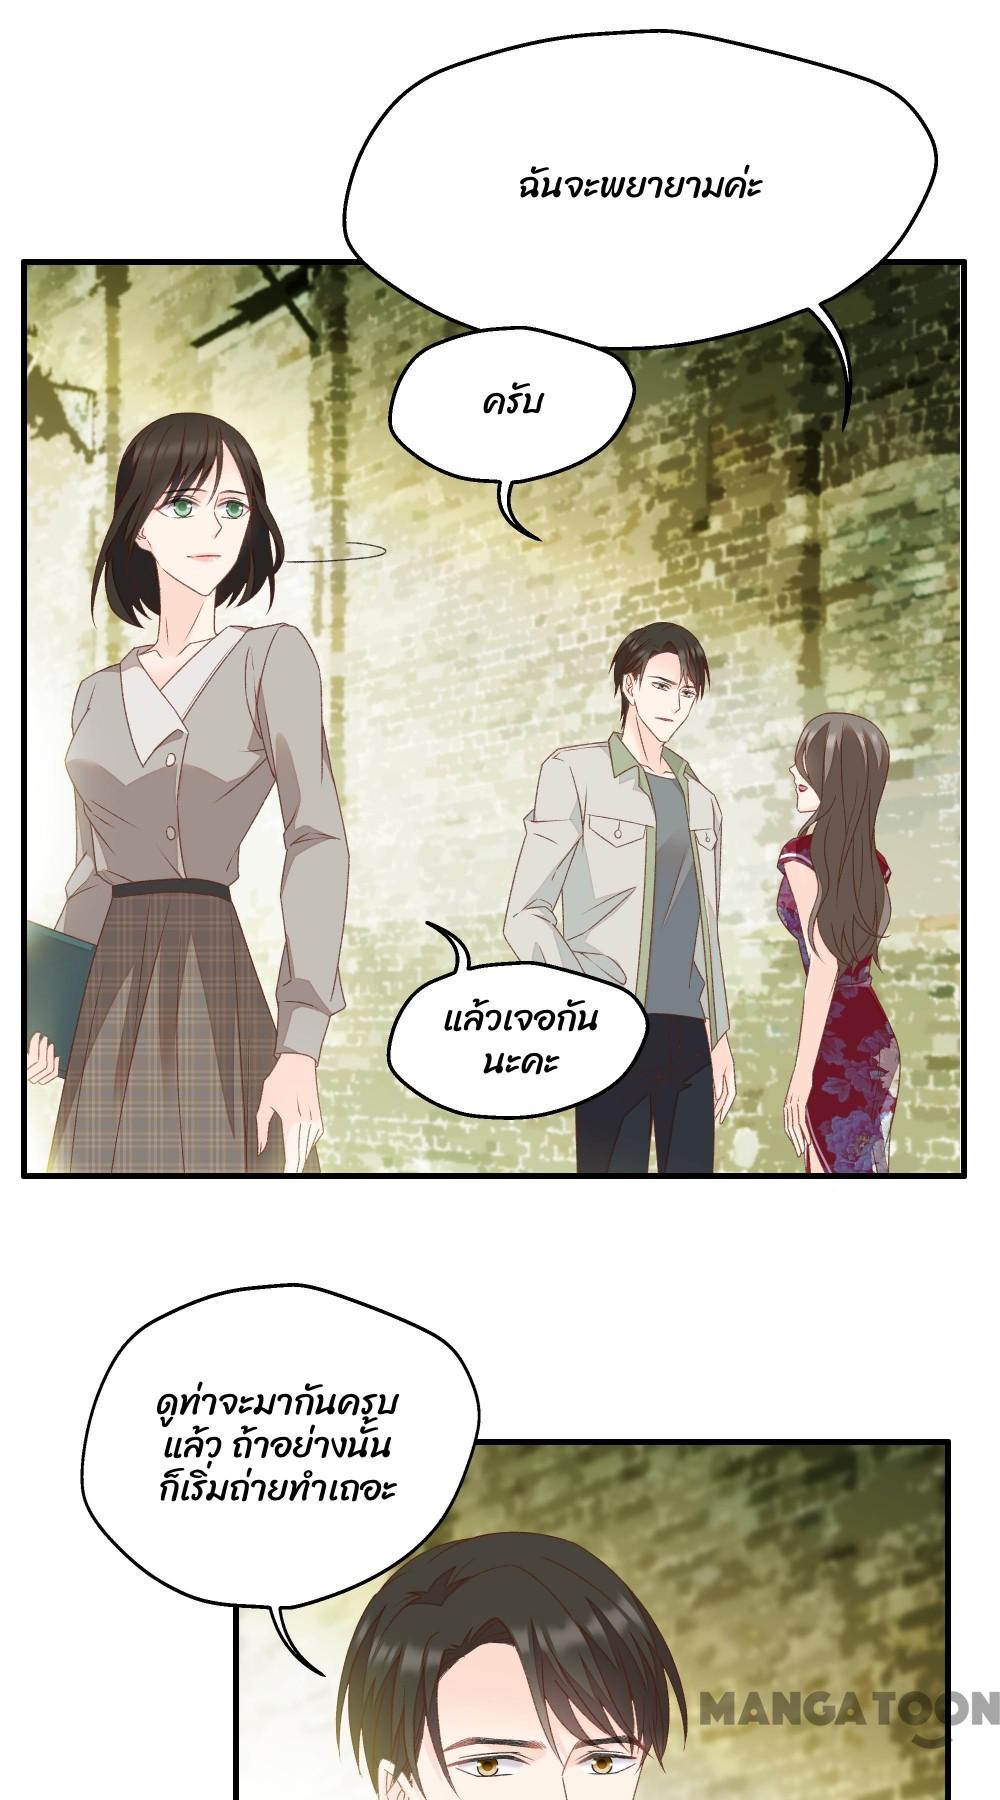 ฉันจะพยายามค่ะ
ครับ
แล้วเจอกัน
นะคะ
ดูท่าจะมากันครบ
แล้ว ถ้าอย่างนั้น
ก็เริ่มถ่ายทำเถอะ
MANGATOON